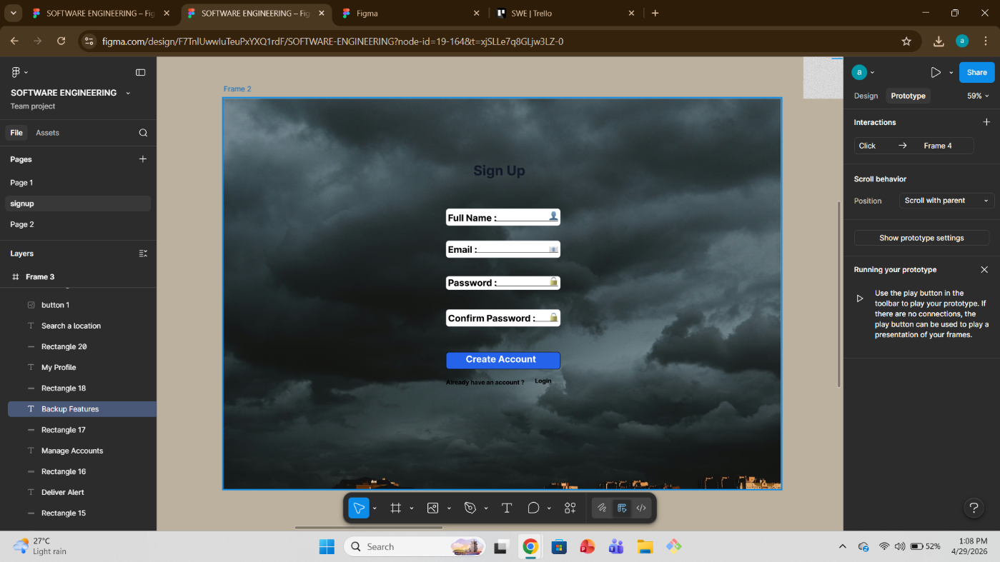 SOFTWARE ENGINEERING – Fig
SOFTWARE ENGINEERING – Fig
Figma
SWE | Trello
figma.com/design/F7TnlUwwIuTeuPxYXQ1rdF/SOFTWARE-ENGINEERING?node-id=19-164&t=xjSLLe7q8GLjw3LZ-0
a
SOFTWARE ENGINEERING
Team project
File
Assets
Pages
Page 1
signup
Page 2
Layers
Frame 3
button 1
Search a location
Rectangle 20
My Profile
Rectangle 18
Backup Features
Rectangle 17
Manage Accounts
Rectangle 16
Deliver Alert
Rectangle 15
Frame 2
Sign Up
Full Name :
Email :
Password :
Confirm Password :
Create Account
Already have an account ? Login
a
Share
Design
Prototype
59%
Interactions
Click
Frame 4
Scroll behavior
Position
Scroll with parent
Show prototype settings
Running your prototype
Use the play button in the
toolbar to play your prototype. If
there are no connections, the
play button can be used to play a
presentation of your frames.
27°C
Light rain
Search
52%
1:08 PM
4/29/2026